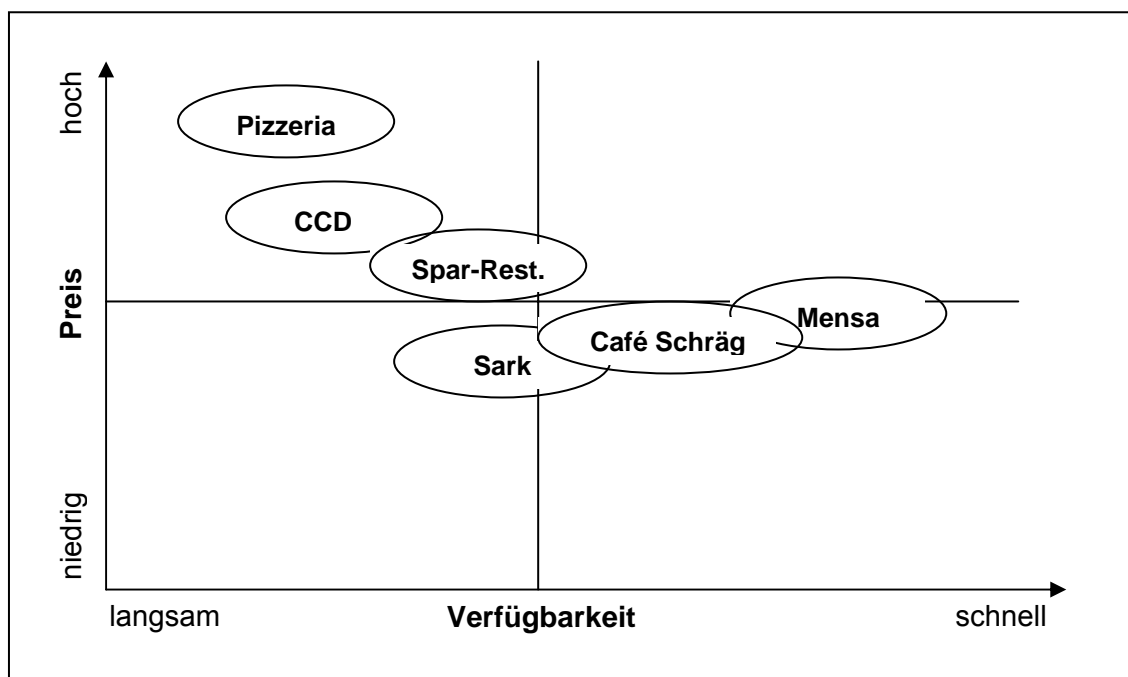 hoch
Pizzeria
CCD
Spar-Rest.
Preis
Mensa
Café Schräg
Sark
niedrig
langsam
Verfügbarkeit
schnell